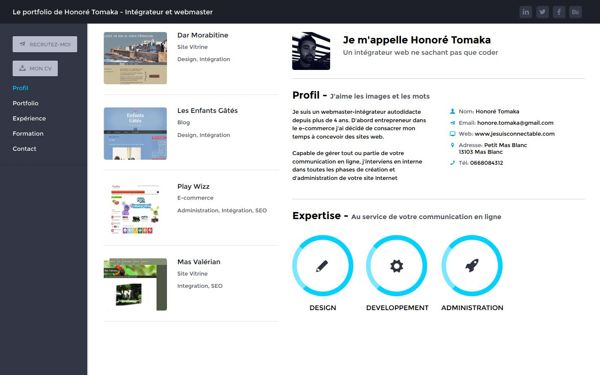 Le portfolio de Honoré Tomaka - Intégrateur et webmaster
in
Bē
RECRUTEZ-MOI
MON CV
Profil
Portfolio
Expérience
Formation
Contact
Dar Morabitine
Site Vitrine
Design, Intégration
Les Enfants Gâtés
Blog
Design, Intégration
Play Wizz
E-commerce
Administration, Intégration, SEO
Mas Valérian
Site Vitrine
Integration, SEO
Je m'appelle Honoré Tomaka
Un intégrateur web ne sachant pas que coder
Profil - J'aime les images et les mots
Je suis un webmaster-intégrateur autodidacte
depuis plus de 4 ans. D'abord entrepreneur dans
le e-commerce j'ai décidé de consacrer mon
temps à concevoir des sites web.
Capable de gérer tout ou partie de votre
communication en ligne, j'interviens en interne
dans toutes les phases de création et
d'administration de votre site internet
Nom: Honoré Tomaka
Email: honore.tomaka@gmail.com
Web: www.jesuisconnectable.com
Adresse: Petit Mas Blanc
13103 Mas Blanc
Tél: 0668084312
Expertise - Au service de votre communication en ligne
DESIGN
DEVELOPPEMENT
ADMINISTRATION